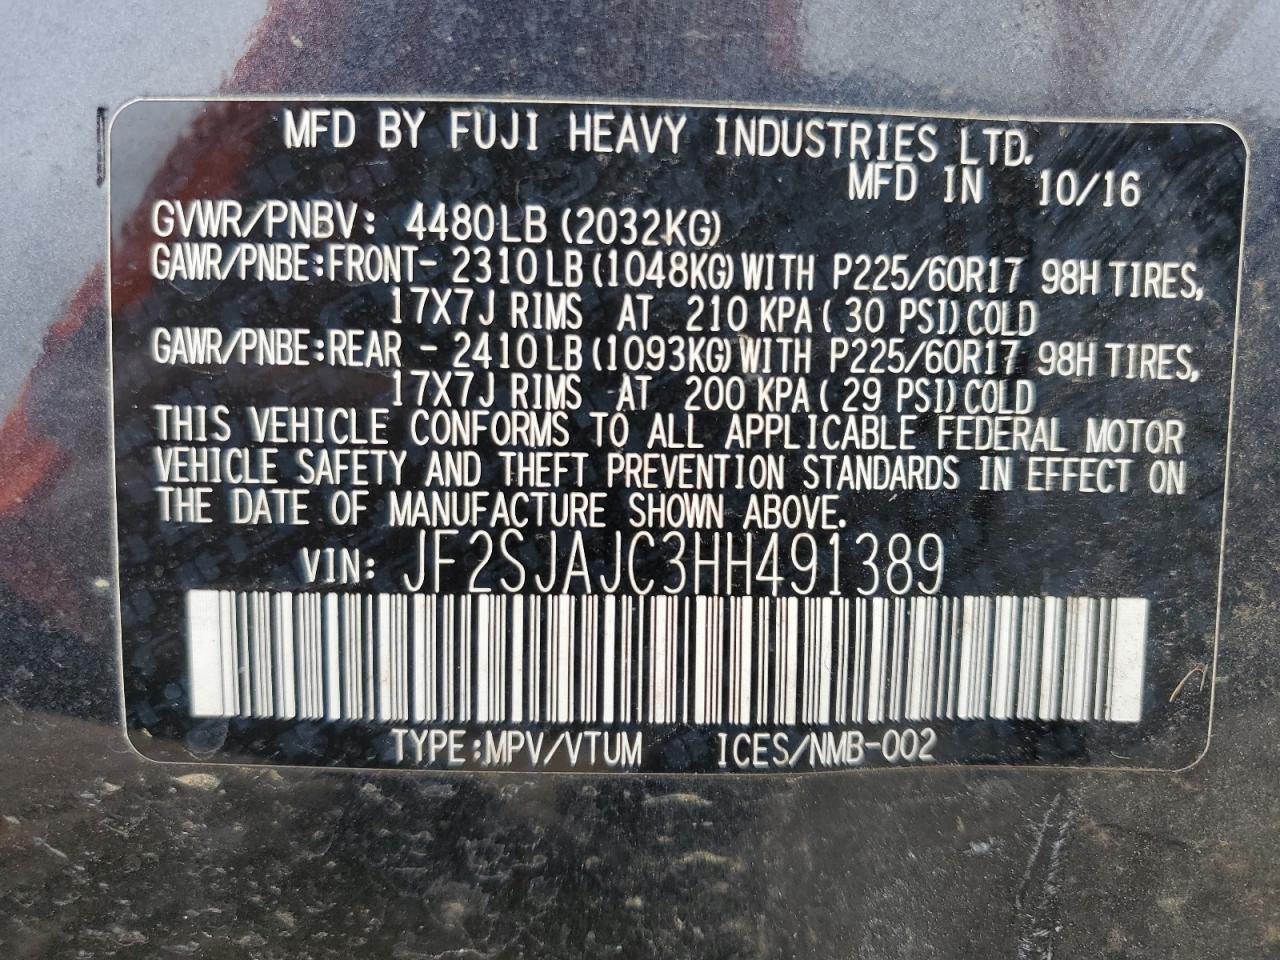 MFD BY FUJI HEAVY INDUSTRIES LTD.
MFD IN 10/16
GVWR/PNBV: 4480LB (2032KG)
GAWR/PNBE:FRONT- 2310LB(1048KG)WITH P225/60R17 98H TIRES,
17X7J RIMS AT 210 KPA(30 PSI)COLD
GAWR/PNBE:REAR - 2410LB(1093KG)WITH P225/60R17 98H TIRES,
17X7J RIMS AT 200 KPA(29 PSI)COLD
THIS VEHICLE CONFORMS TO ALL APPLICABLE FEDERAL MOTOR
VEHICLE SAFETY AND THEFT PREVENTION STANDARDS IN EFFECT ON
THE DATE OF MANUFACTURE SHOWN ABOVE.
VIN: JF2SJAJC3HH491389
TYPE:MPV/VTUM ICES/NMB-002